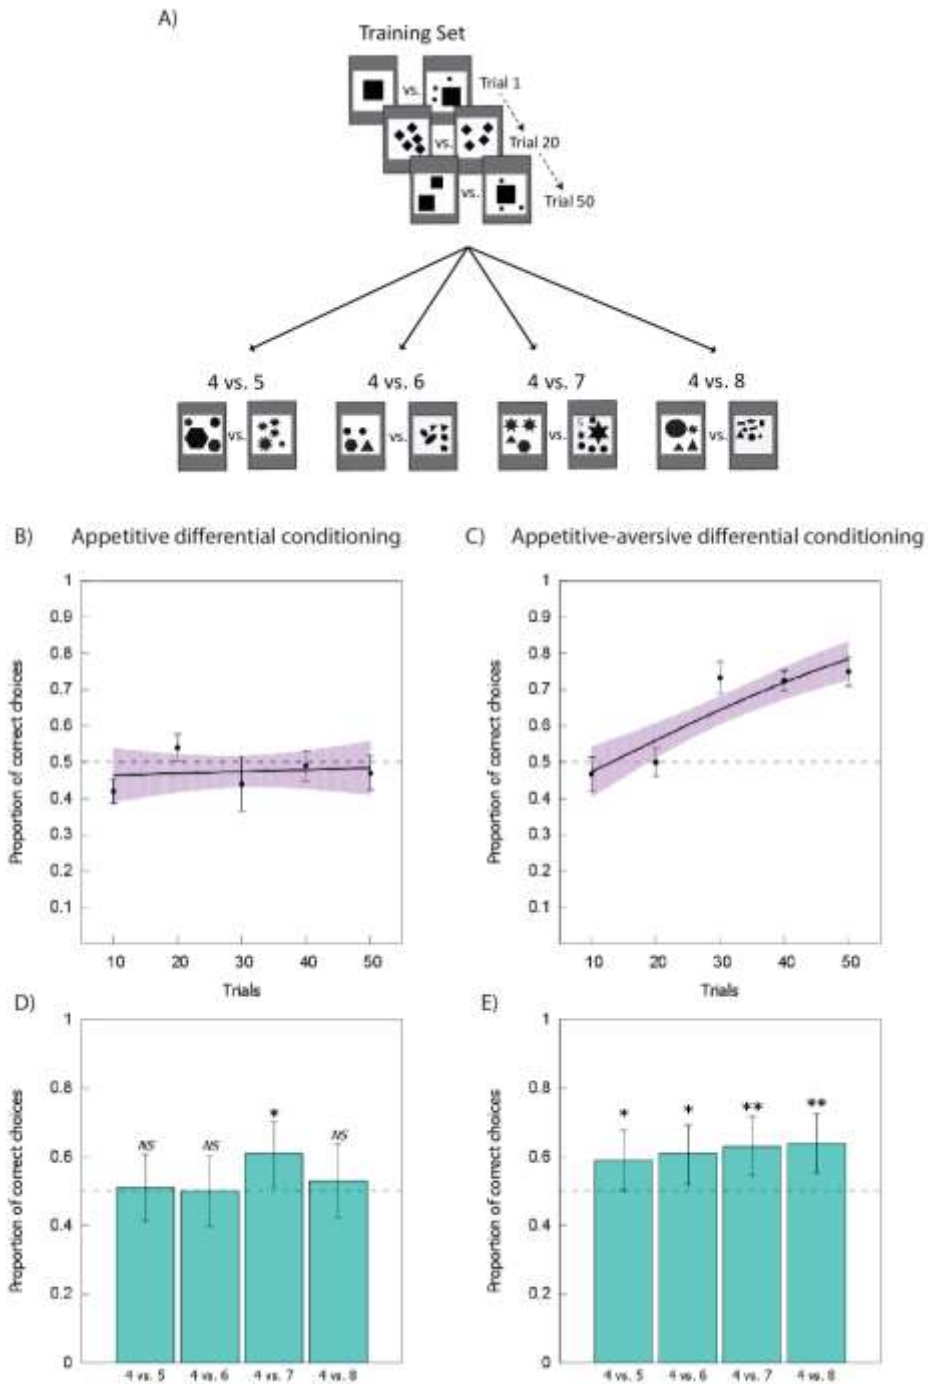 A)
Training Set
vs.
Trial 1
vs.
Trial 20
vs.
Trial 50
4 vs. 5
4 vs. 6
4 vs. 7
4 vs. 8
vs.
vs.
vs.
vs.
B) Appetitive differential conditioning
C) Appetitive-aversive differential conditioning
Proportion of correct choices
1
0.9
0.8
0.7
0.6
0.5
0.4
0.3
0.2
0.1
10 20 30 40 50
Trials
Proportion of correct choices
1
0.9
0.8
0.7
0.6
0.5
0.4
0.3
0.2
0.1
10 20 30 40 50
Trials
D)
Proportion of correct choices
1
0.8
0.6
0.4
0.2
0
NS NS * NS
4 vs. 5 4 vs. 6 4 vs. 7 4 vs. 8
E)
Proportion of correct choices
1
0.8
0.6
0.4
0.2
0
* * ** **
4 vs. 5 4 vs. 6 4 vs. 7 4 vs. 8